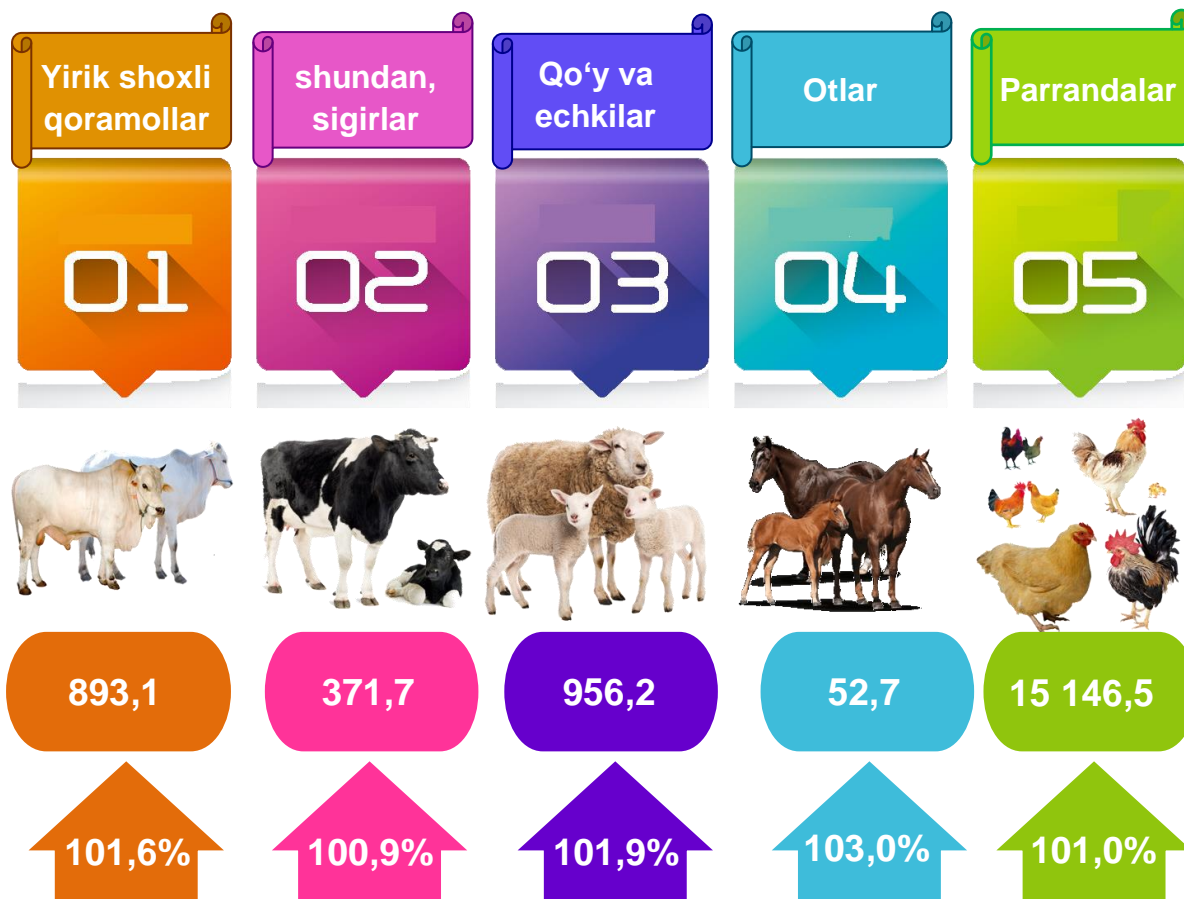 Yirik shoxli
qoramollar
shundan,
sigirlar
Qo‘y va
echkilar
Otlar
Parrandalar
01
02
03
04
05
893,1
371,7
956,2
52,7
15 146,5
101,6%
100,9%
101,9%
103,0%
101,0%